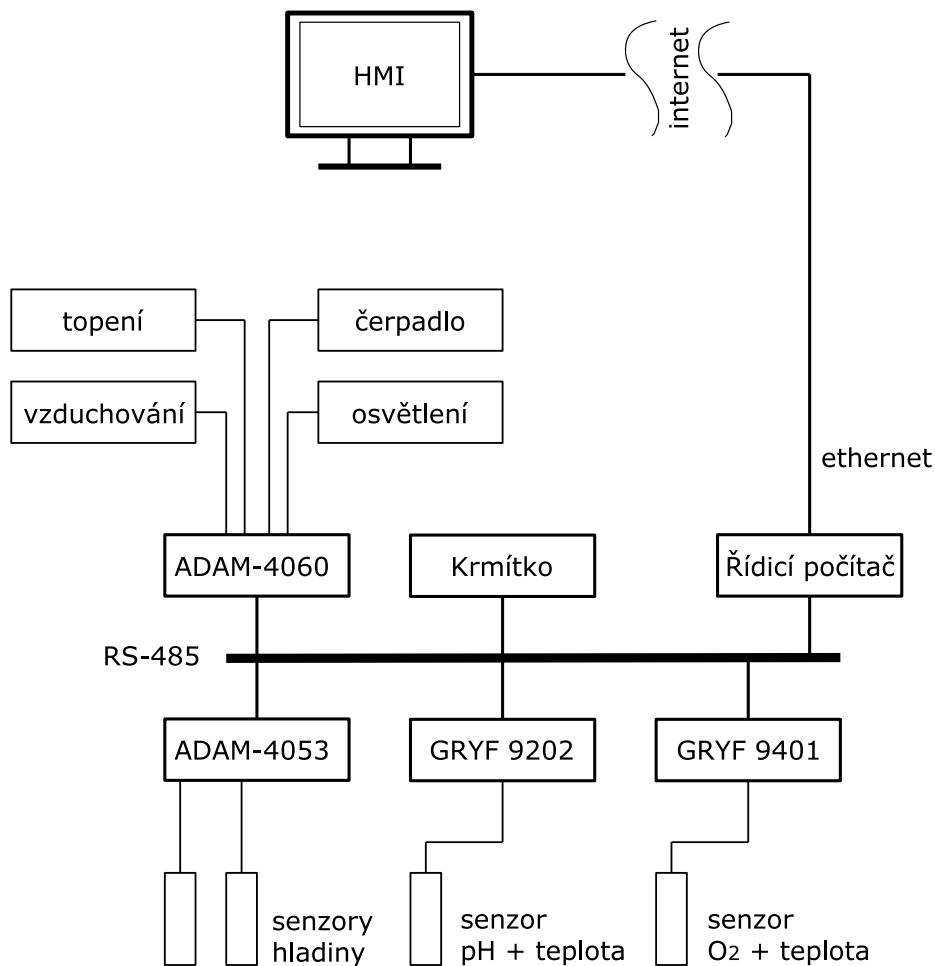 HMI
internet
topení
čerpadlo
vzduchování
osvětlení
ethernet
ADAM-4060
Krmítko
Řídicí počítač
RS-485
ADAM-4053
GRYF 9202
GRYF 9401
senzory
hladiny
senzor
pH + teplota
senzor
O2 + teplota